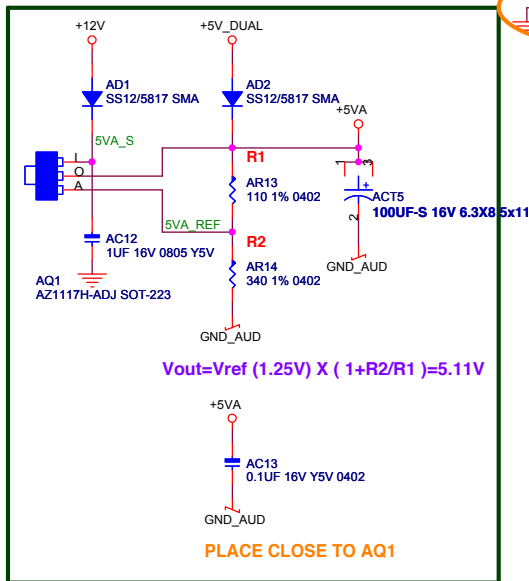 +12V
+5V_DUAL
AD1
SS12/5817 SMA
AD2
SS12/5817 SMA
+5VA
5VA_S
I
O
A
R1
1
3
AR13
110 1% 0402
+
ACT5
100UF-S 16V 6.3X8.5x11
2
5VA_REF
R2
AC12
1UF 16V 0805 Y5V
AR14
340 1% 0402
GND_AUD
AQ1
AZ1117H-ADJ SOT-223
GND_AUD
Vout=Vref (1.25V) X ( 1+R2/R1 )=5.11V
+5VA
AC13
0.1UF 16V Y5V 0402
GND_AUD
PLACE CLOSE TO AQ1